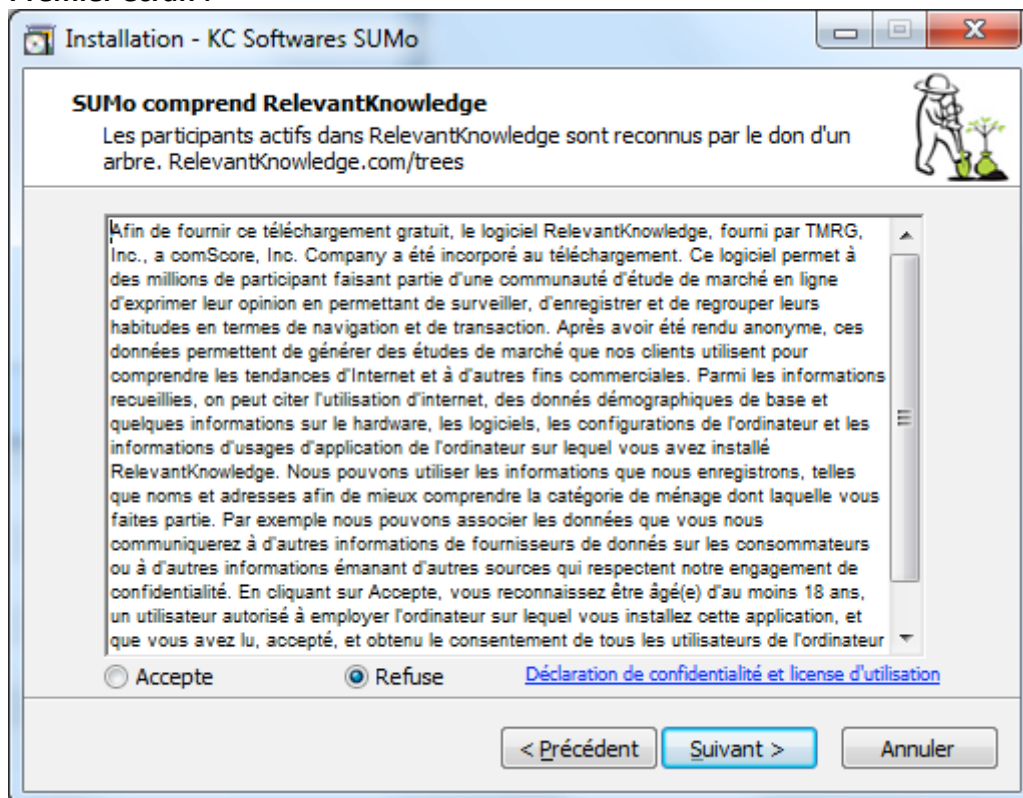 Installation - KC Softwares SUMo
SUMo comprend RelevantKnowledge
Les participants actifs dans RelevantKnowledge sont reconnus par le don d'un
arbre. RelevantKnowledge.com/trees
Afin de fournir ce téléchargement gratuit, le logiciel RelevantKnowledge, fourni par TMRG,
Inc., a comScore, Inc. Company a été incorporé au téléchargement. Ce logiciel permet à
des millions de participant faisant partie d'une communauté d'étude de marché en ligne
d'exprimer leur opinion en permettant de surveiller, d'enregistrer et de regrouper leurs
habitudes en termes de navigation et de transaction. Après avoir été rendu anonyme, ces
données permettent de générer des études de marché que nos clients utilisent pour
comprendre les tendances d'Internet et à d'autres fins commerciales. Parmi les informations
recueillies, on peut citer l'utilisation d'internet, des donnés démographiques de base et
quelques informations sur le hardware, les logiciels, les configurations de l'ordinateur et les
informations d'usages d'application de l'ordinateur sur lequel vous avez installé
RelevantKnowledge. Nous pouvons utiliser les informations que nous enregistrons, telles
que noms et adresses afin de mieux comprendre la catégorie de ménage dont laquelle vous
faites partie. Par exemple nous pouvons associer les données que vous nous
communiquerez à d'autres informations de fournisseurs de donnés sur les consommateurs
ou à d'autres informations émanant d'autres sources qui respectent notre engagement de
confidentialité. En cliquant sur Accepte, vous reconnaissez être âgé(e) d'au moins 18 ans,
un utilisateur autorisé à employer l'ordinateur sur lequel vous installez cette application, et
que vous avez lu, accepté, et obtenu le consentement de tous les utilisateurs de l'ordinateur
Accepte Refuse Déclaration de confidentialité et license d'utilisation
< Précédent Suivant > Annuler